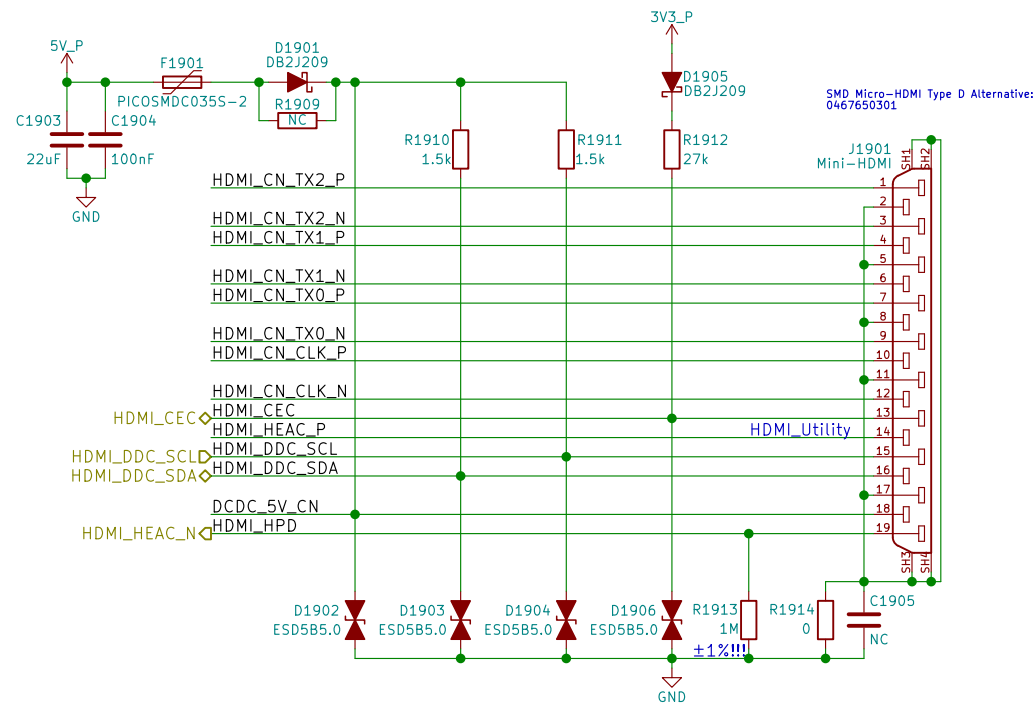 3V3_P
5V_P
D1901
DB2J209
F1901
PICOSMDC035S-2
R1909
NC
D1905
DB2J209
SMD Micro-HDMI Type D Alternative:
0467650301
C1903
22uF
C1904
100nF
GND
R1910
1.5k
R1911
1.5k
R1912
27k
J1901
Mini-HDMI
SH1
SH2
HDMI_CN_TX2_P
1
2
HDMI_CN_TX2_N
3
HDMI_CN_TX1_P
4
5
HDMI_CN_TX1_N
6
HDMI_CN_TX0_P
7
8
HDMI_CN_TX0_N
9
HDMI_CN_CLK_P
10
11
HDMI_CN_CLK_N
12
HDMI_CEC
HDMI_CEC
13
HDMI_HEAC_P
HDMI_Utility
14
HDMI_DDC_SCL
HDMI_DDC_SCL
15
HDMI_DDC_SDA
HDMI_DDC_SDA
16
17
DCDC_5V_CN
18
HDMI_HEAC_N
HDMI_HPD
19
SH3
SH4
D1902
ESD5B5.0
D1903
ESD5B5.0
D1904
ESD5B5.0
D1906
ESD5B5.0
R1913
1M
±1%!!!
R1914
0
C1905
NC
GND